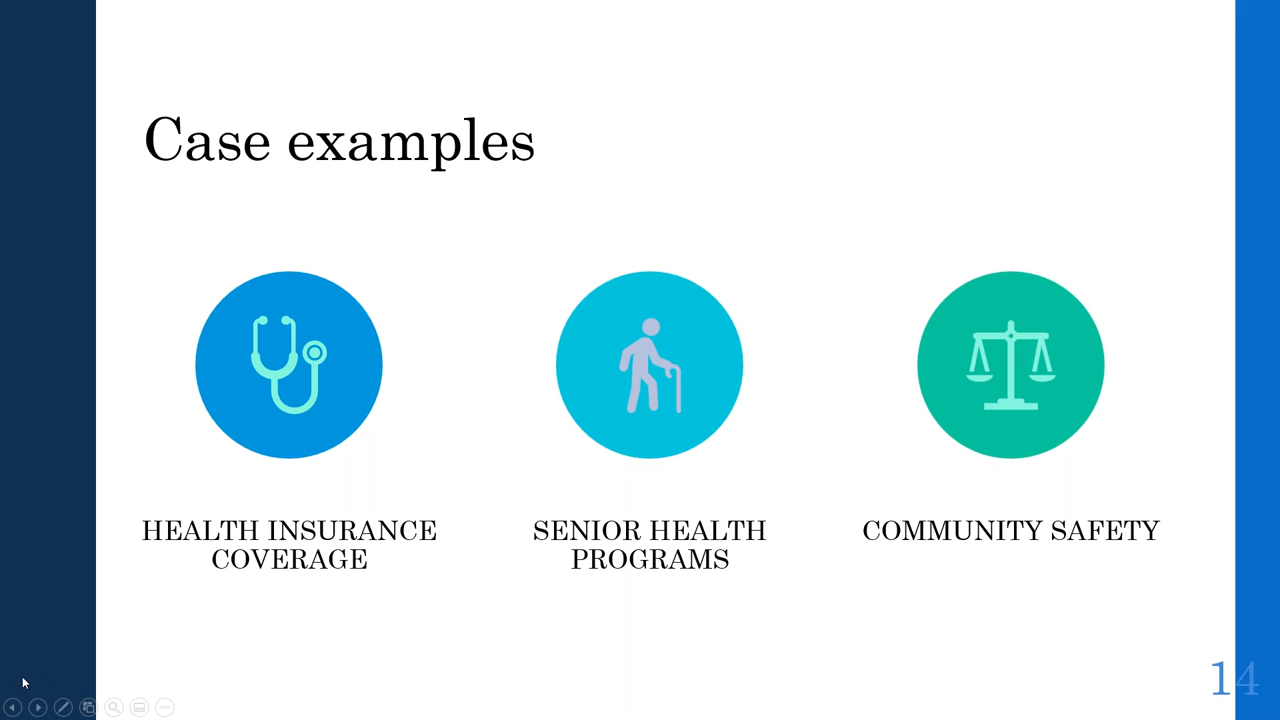 Case examples
HEALTH INSURANCE
COVERAGE
SENIOR HEALTH
PROGRAMS
COMMUNITY SAFETY
14